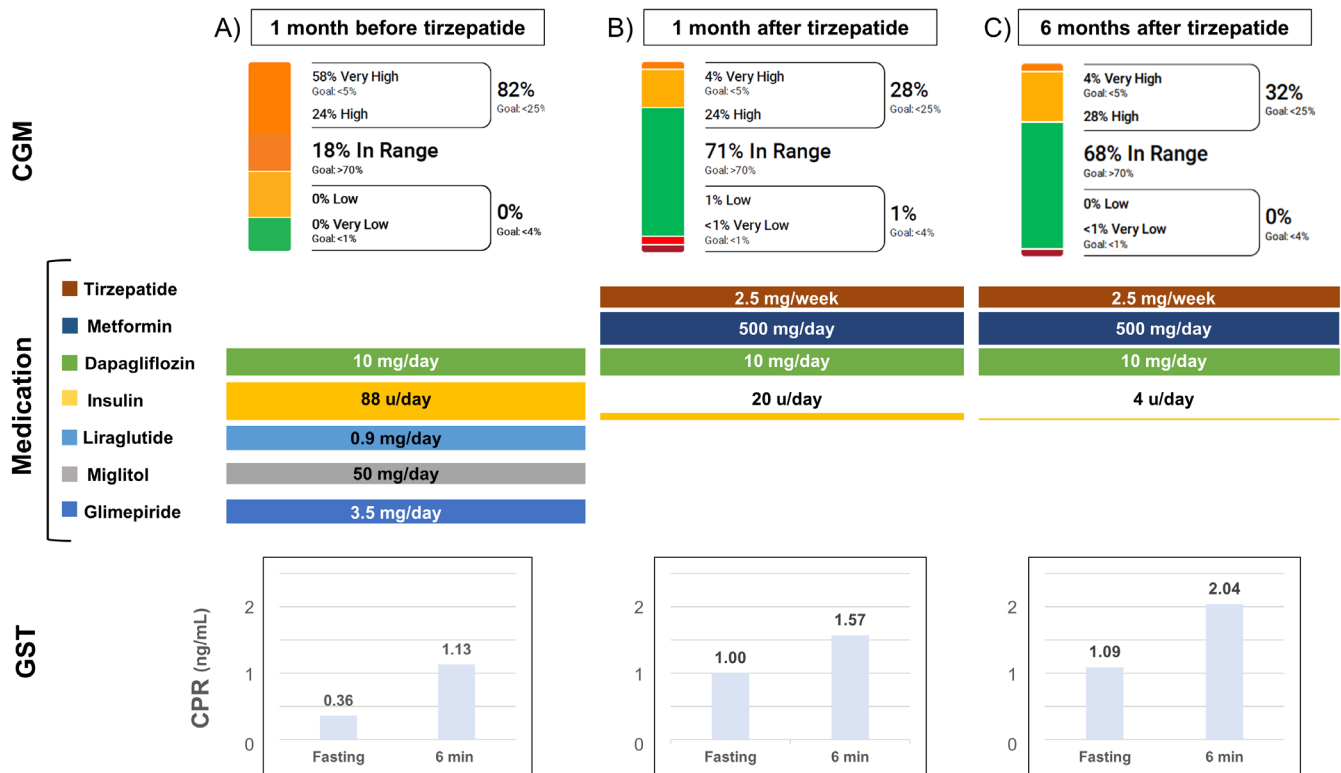 A) 1 month before tirzepatide
B) 1 month after tirzepatide
C) 6 months after tirzepatide
CGM
58% Very High
Goal: <5%
24% High
82%
Goal: <25%
18% In Range
Goal: >70%
0% Low
0% Very Low
Goal: <1%
0%
Goal: <4%
4% Very High
Goal: <5%
24% High
28%
Goal: <25%
71% In Range
Goal: >70%
1% Low
<1% Very Low
Goal: <1%
1%
Goal: <4%
4% Very High
Goal: <5%
28% High
32%
Goal: <25%
68% In Range
Goal: >70%
0% Low
<1% Very Low
Goal: <1%
0%
Goal: <4%
Medication
Tirzepatide
Metformin
Dapagliflozin
Insulin
Liraglutide
Miglitol
Glimepiride
10 mg/day
88 u/day
0.9 mg/day
50 mg/day
3.5 mg/day
2.5 mg/week
500 mg/day
10 mg/day
20 u/day
2.5 mg/week
500 mg/day
10 mg/day
4 u/day
GST
CPR (ng/mL)
2
1
0
0.36
1.13
Fasting
6 min
2
1
0
1.00
1.57
Fasting
6 min
2
1
0
1.09
2.04
Fasting
6 min